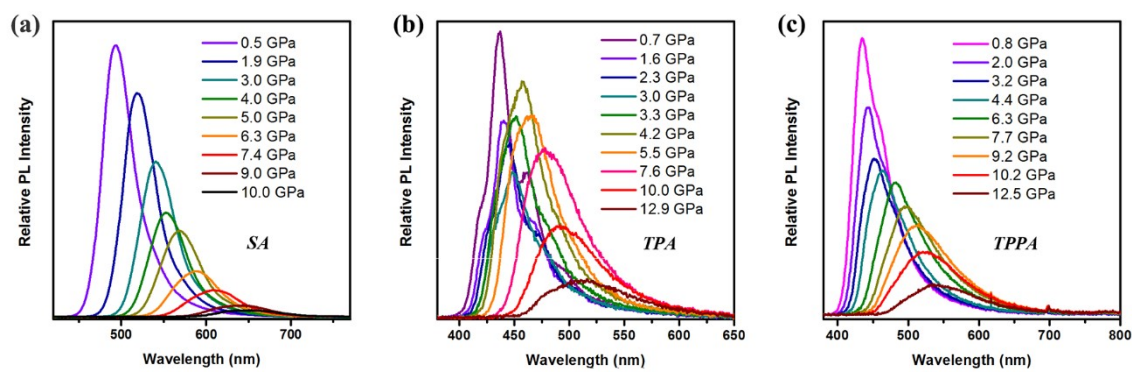 (a)
Relative PL Intensity
0.5 GPa
1.9 GPa
3.0 GPa
4.0 GPa
5.0 GPa
6.3 GPa
7.4 GPa
9.0 GPa
10.0 GPa
SA
500
600
700
Wavelength (nm)
(b)
Relative PL Intensity
0.7 GPa
1.6 GPa
2.3 GPa
3.0 GPa
3.3 GPa
4.2 GPa
5.5 GPa
7.6 GPa
10.0 GPa
12.9 GPa
TPA
400
450
500
550
600
650
Wavelength (nm)
(c)
Relative PL Intensity
0.8 GPa
2.0 GPa
3.2 GPa
4.4 GPa
6.3 GPa
7.7 GPa
9.2 GPa
10.2 GPa
12.5 GPa
TPPA
400
500
600
700
800
Wavelength (nm)